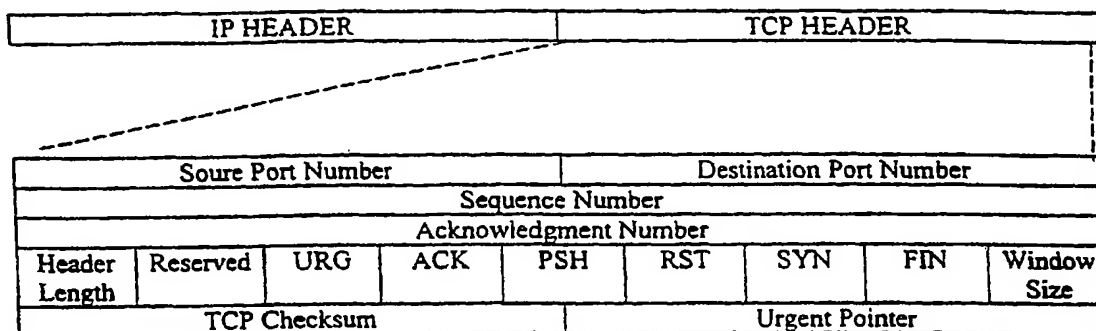 IP HEADER TCP HEADER
Soure Port Number Destination Port Number
Sequence Number
Acknowledgment Number
Header Length Reserved URG ACK PSH RST SYN FIN Window Size
TCP Checksum Urgent Pointer